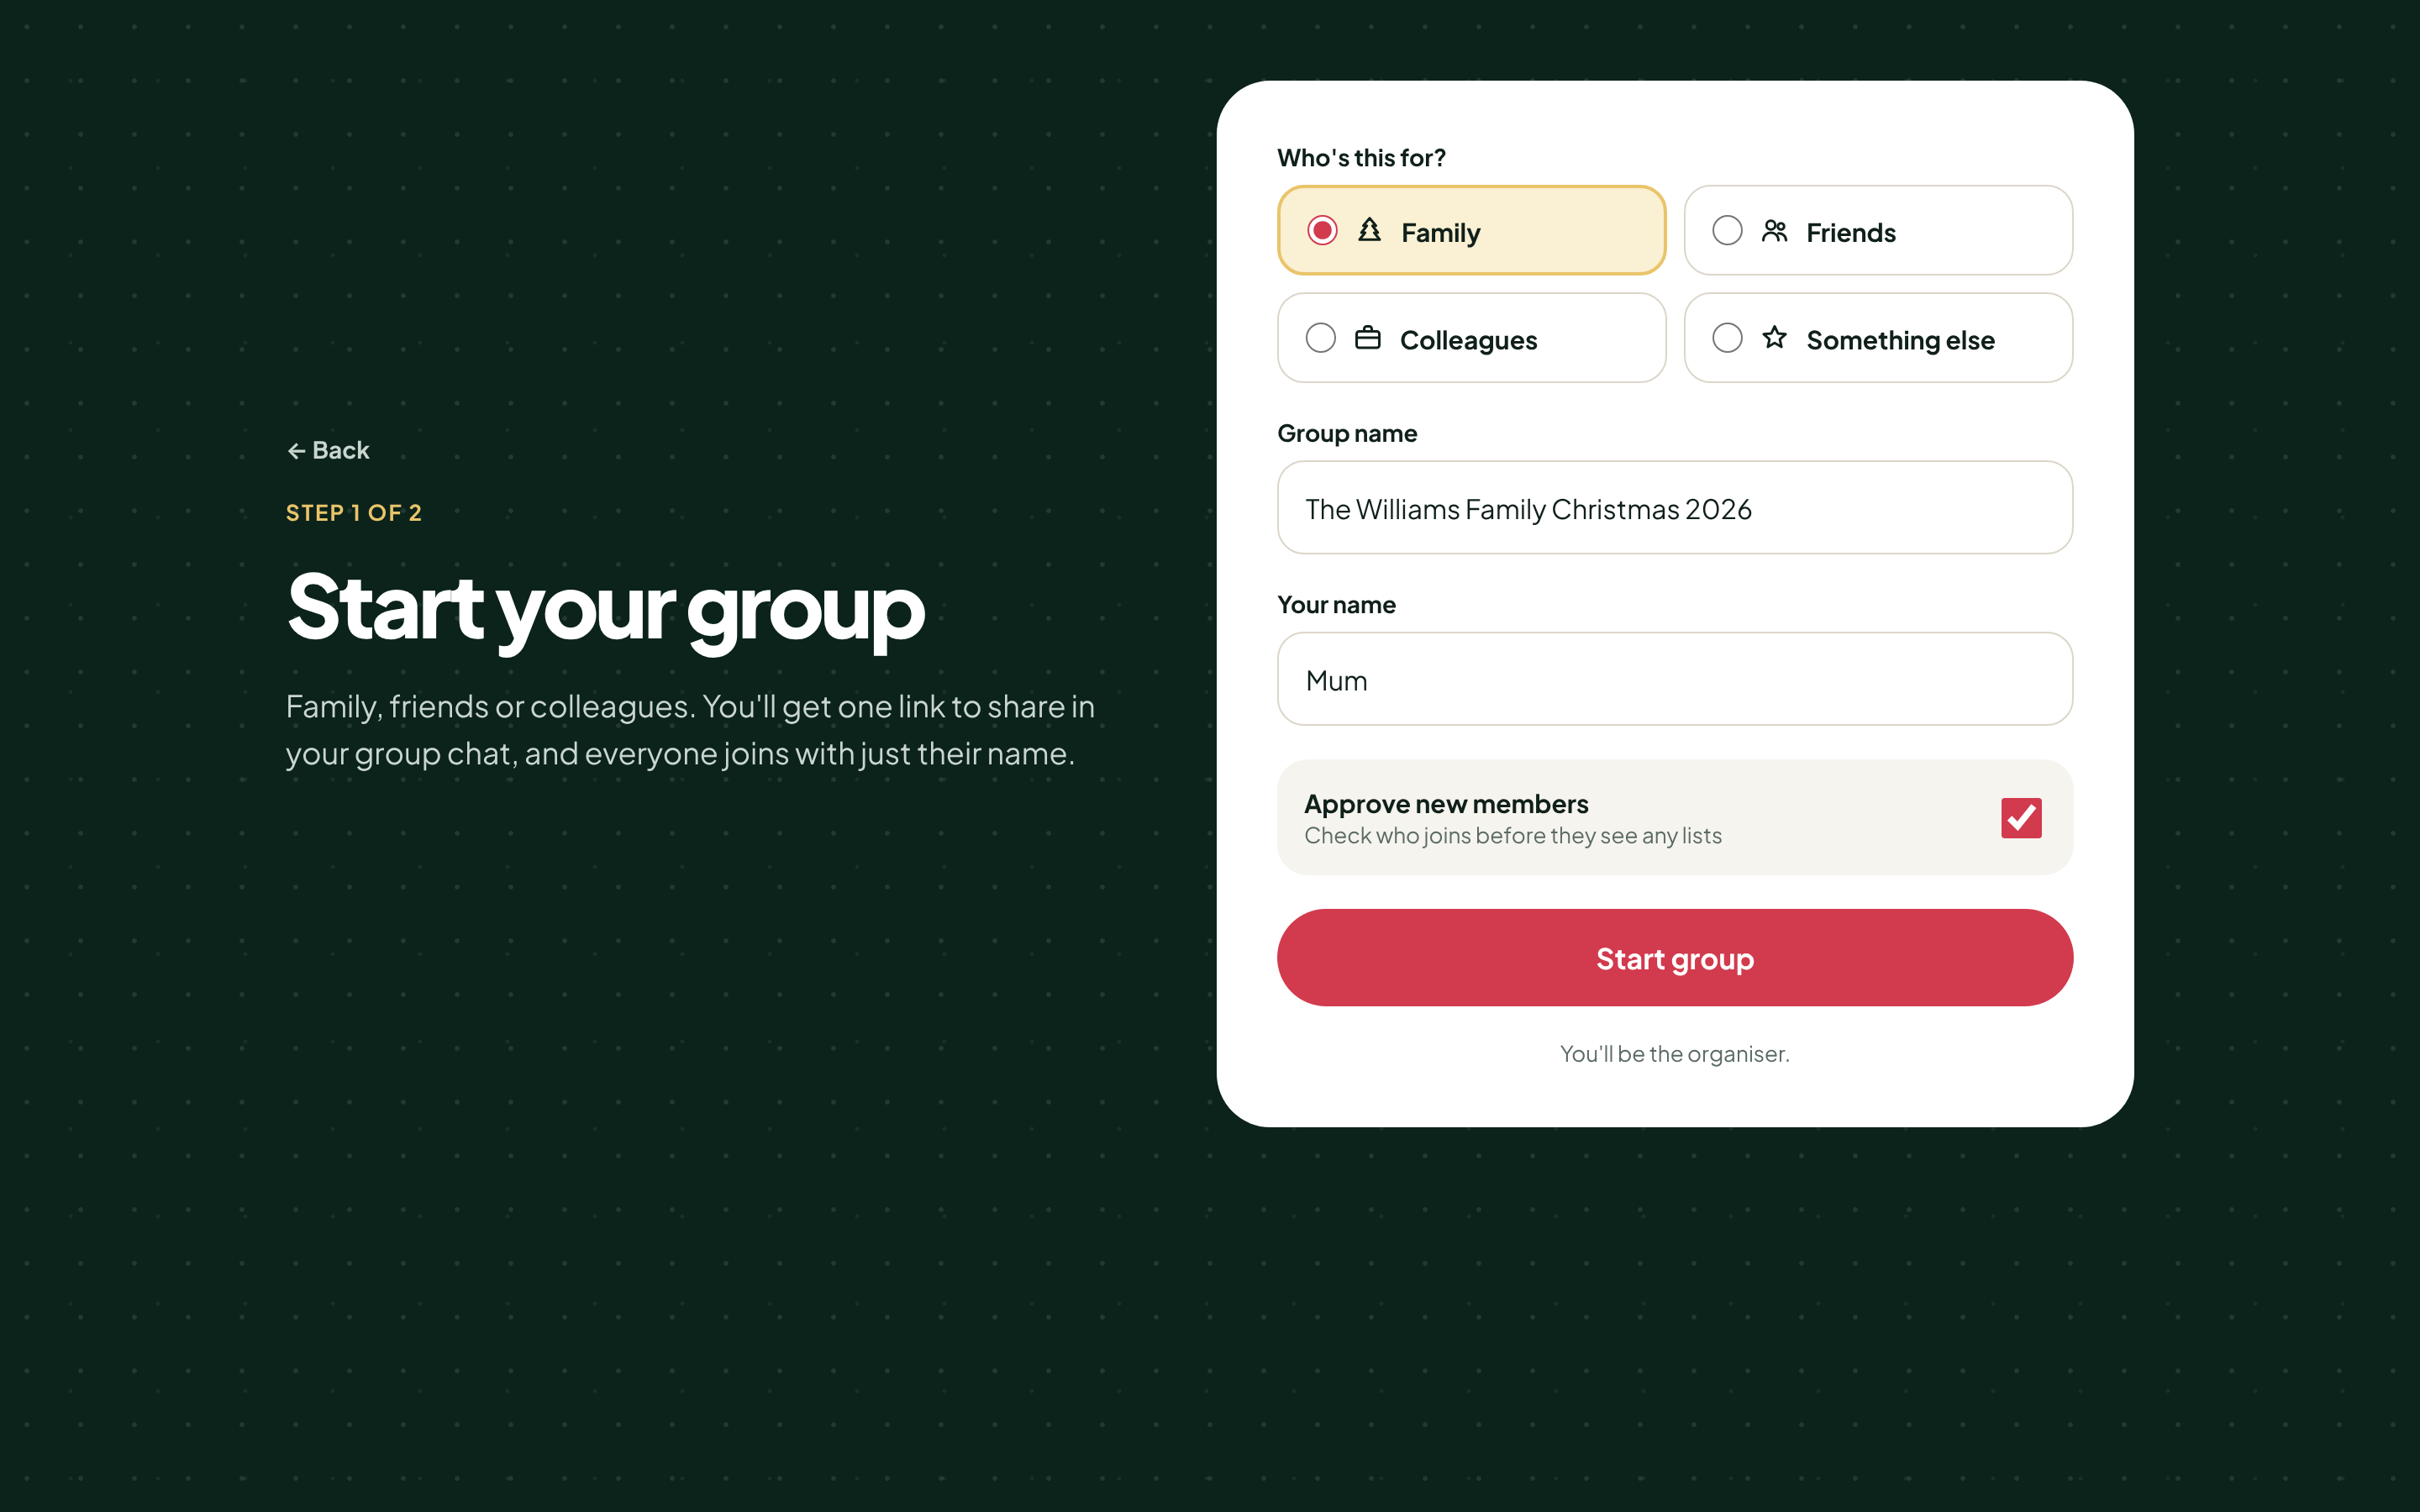 ← Back
STEP 1 OF 2
Start your group
Family, friends or colleagues. You'll get one link to share in
your group chat, and everyone joins with just their name.
Who's this for?
Family
Friends
Colleagues
Something else
Group name
The Williams Family Christmas 2026
Your name
Mum
Approve new members
Check who joins before they see any lists
Start group
You'll be the organiser.